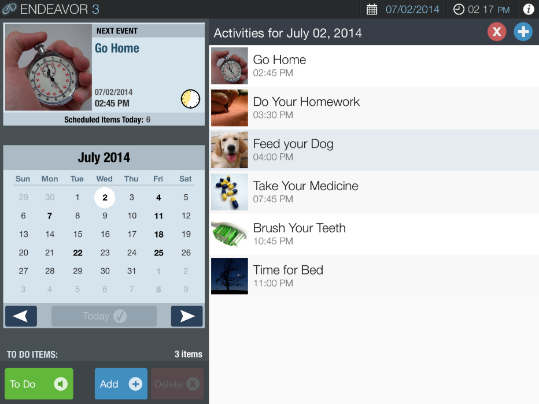 ENDEAVOR 3
07/02/2014
02 17 PM
NEXT EVENT
Go Home
07/02/2014
02:45 PM
Scheduled Items Today: 6
July 2014
Sun Mon Tue Wed Thu Fri Sat
29 30 1 2 3 4 5
6 7 8 9 10 11 12
13 14 15 16 17 18 19
20 21 22 23 24 25 26
27 28 29 30 31 1 2
3 4 5 6 7 8 9
Today
TO DO ITEMS: 3 items
To Do
Add
Delete
Activities for July 02, 2014
Go Home
02:45 PM
Do Your Homework
03:30 PM
Feed your Dog
04:00 PM
Take Your Medicine
07:45 PM
Brush Your Teeth
10:45 PM
Time for Bed
11:00 PM